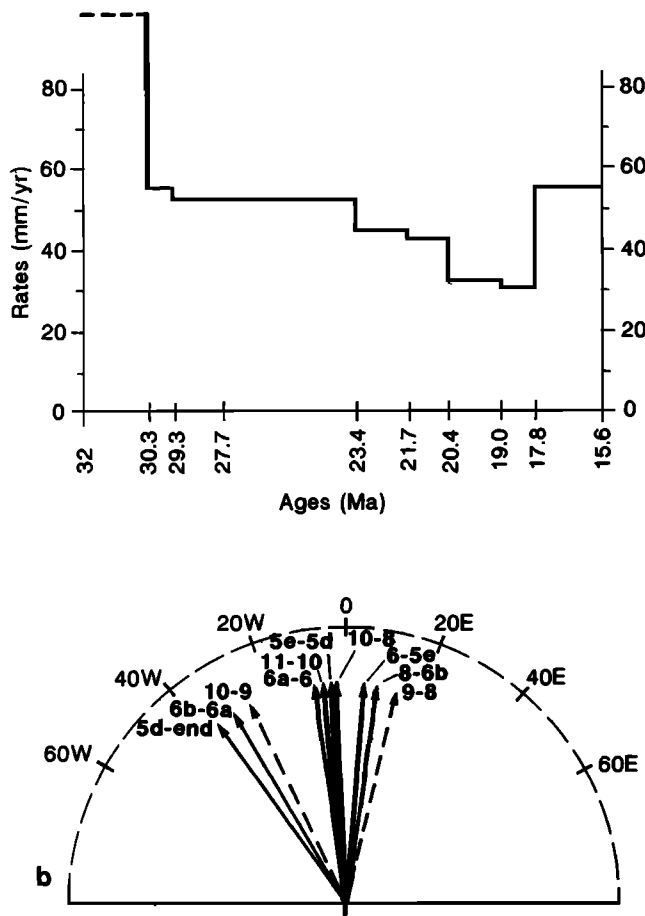 Rates (mm/yr)
80
60
40
20
0
80
60
40
20
0
32
30.3
29.3
27.7
23.4
21.7
20.4
19.0
17.8
15.6
Ages (Ma)
0
20W
20E
40W
40E
60W
60E
5e-5d
10-8
11-10
6-5e
6a-6
8-6b
10-9
9-8
6b-6a
5d-end
b